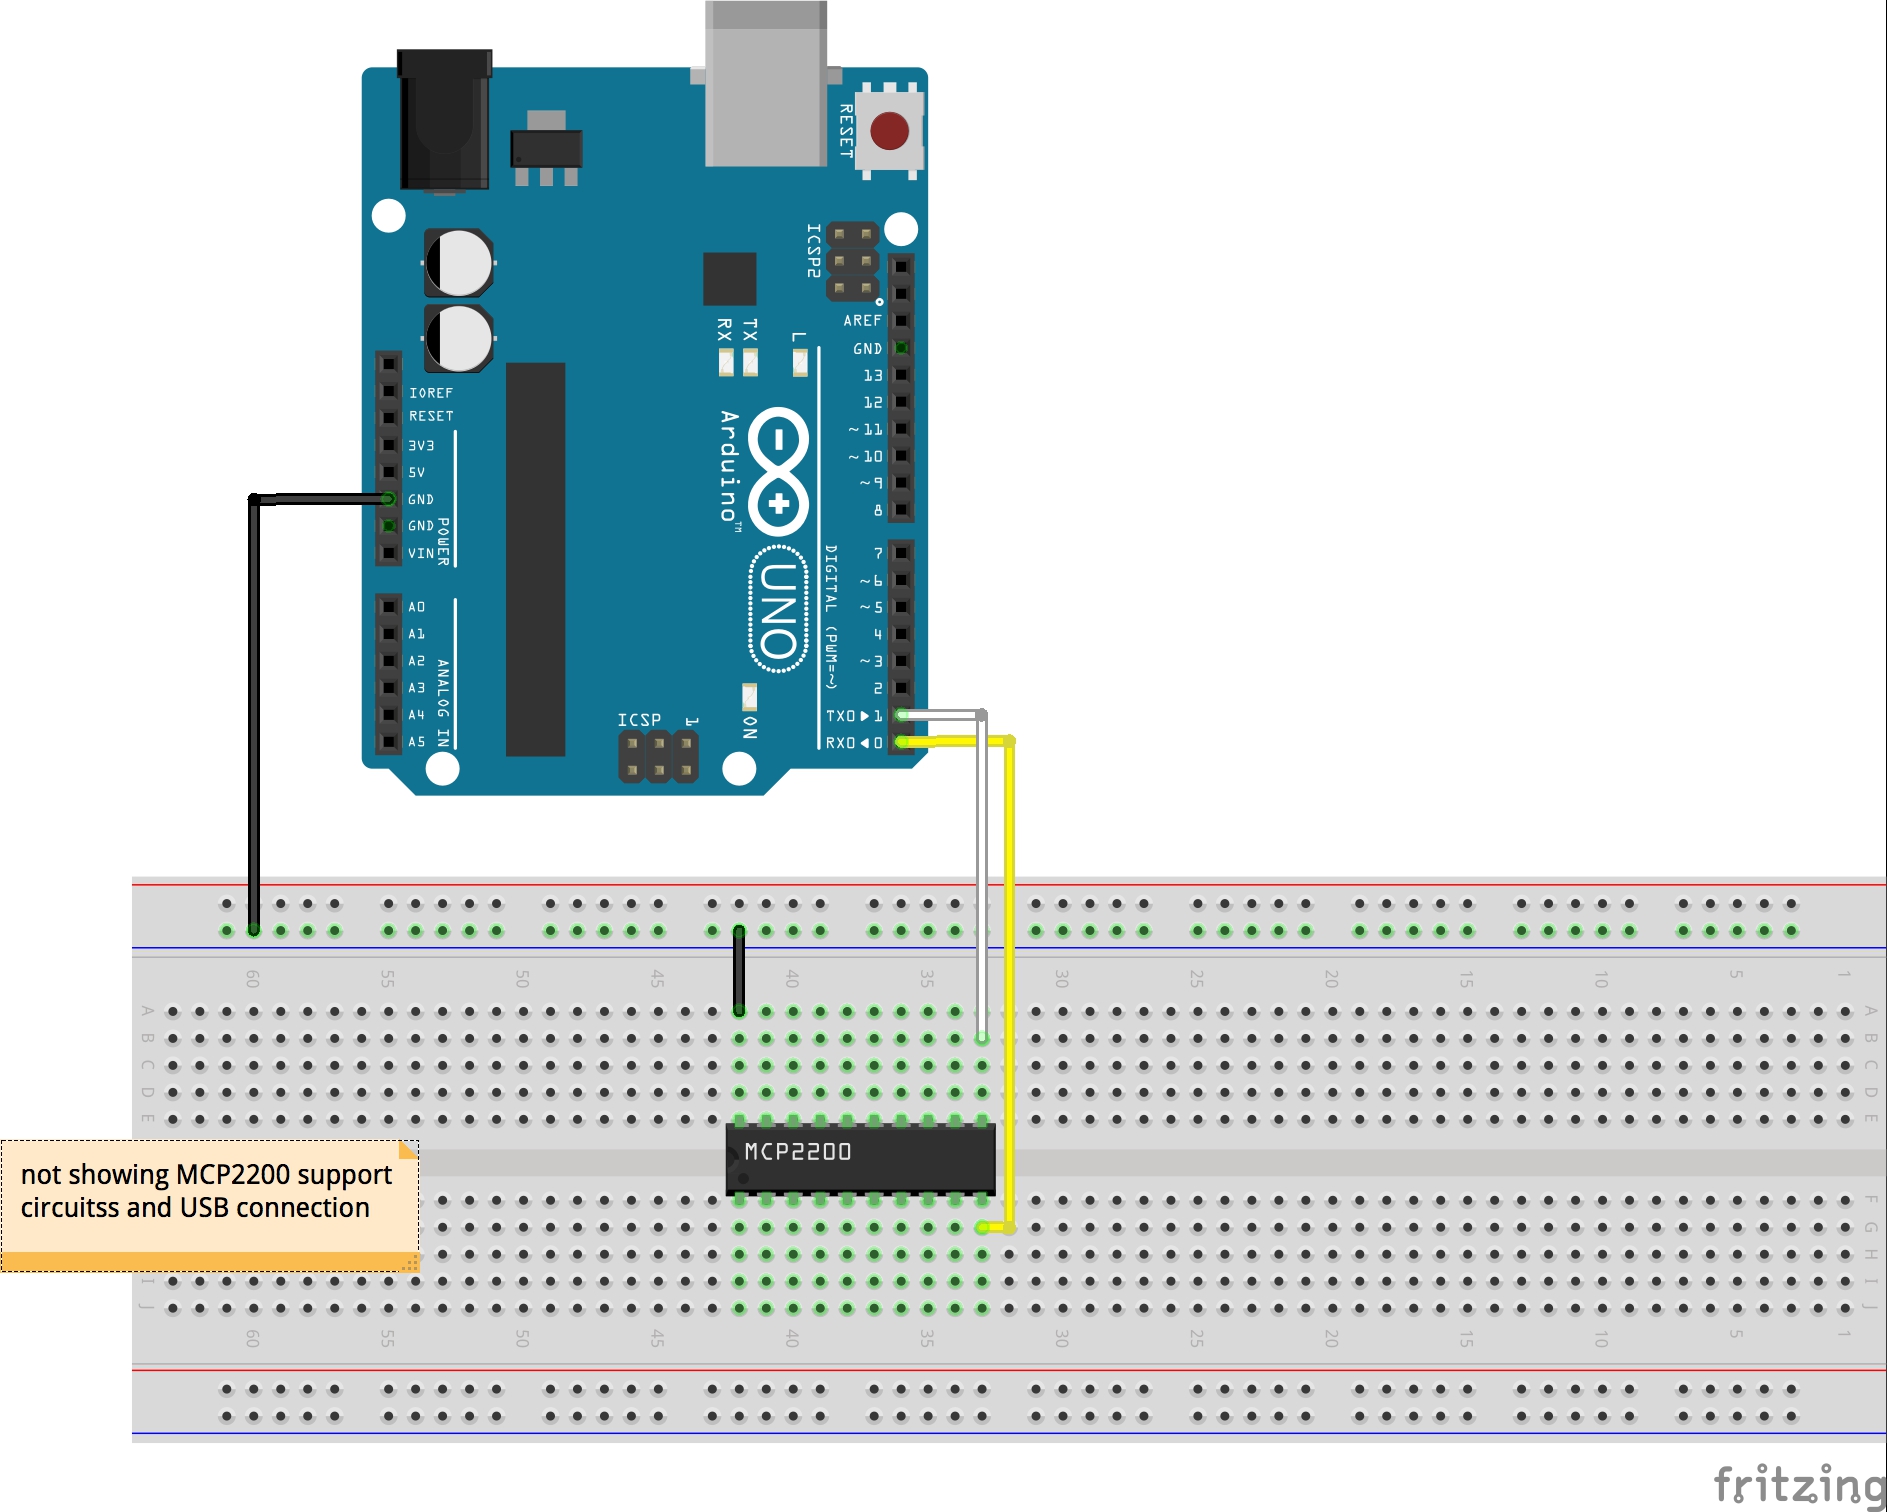 RESET
ICSP2
AREF
GND
13
12
~11
~10
~9
8
7
~6
~5
4
~3
2
TX0▶1
RX0◀0
DIGITAL (PWM=~)
RX
TX
L
IOREF
RESET
3V3
5V
GND
GND
VIN
POWER
A0
A1
A2
A3
A4
A5
ANALOG IN
Arduino™
UNO
ICSP
1
ON
60
55
50
45
40
35
30
25
20
15
10
5
1
A
B
C
D
E
A
B
C
D
E
MCP2200
not showing MCP2200 support
circuitss and USB connection
I
J
F
G
H
I
J
60
55
50
45
40
35
30
25
20
15
10
5
1
fritzing